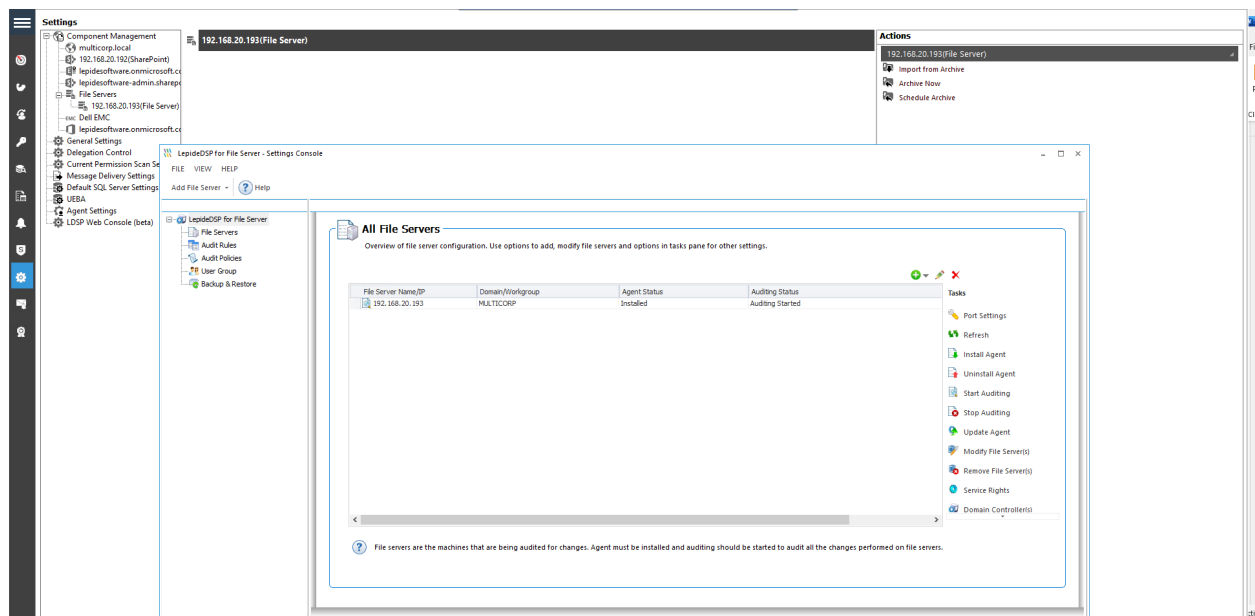 Settings
Component Management
multicorp.local
192.168.20.192(SharePoint)
lepidesoftware.onmicrosoft.co
lepidesoftware-admin.sharepo
File Servers
192.168.20.193(File Server)
EMC Dell EMC
lepidesoftware.onmicrosoft.co
General Settings
Delegation Control
Current Permission Scan Se
Message Delivery Settings
Default SQL Server Settings
UEBA
Agent Settings
LDSP Web Console (beta)
192.168.20.193(File Server)
Actions
192.168.20.193(File Server)
Import from Archive
Archive Now
Schedule Archive
LepideDSP for File Server - Settings Console
FILE VIEW HELP
Add File Server Help
LepideDSP for File Server
File Servers
Audit Rules
Audit Policies
User Group
Backup & Restore
All File Servers
Overview of file server configuration. Use options to add, modify file servers and options in tasks pane for other settings.
File Server Name/IP Domain/Workgroup Agent Status Auditing Status
192.168.20.193 MULTICORP Installed Auditing Started
Tasks
Port Settings
Refresh
Install Agent
Uninstall Agent
Start Auditing
Stop Auditing
Update Agent
Modify File Server(s)
Remove File Server(s)
Service Rights
Domain Controller(s)
File servers are the machines that are being audited for changes. Agent must be installed and auditing should be started to audit all the changes performed on file servers.